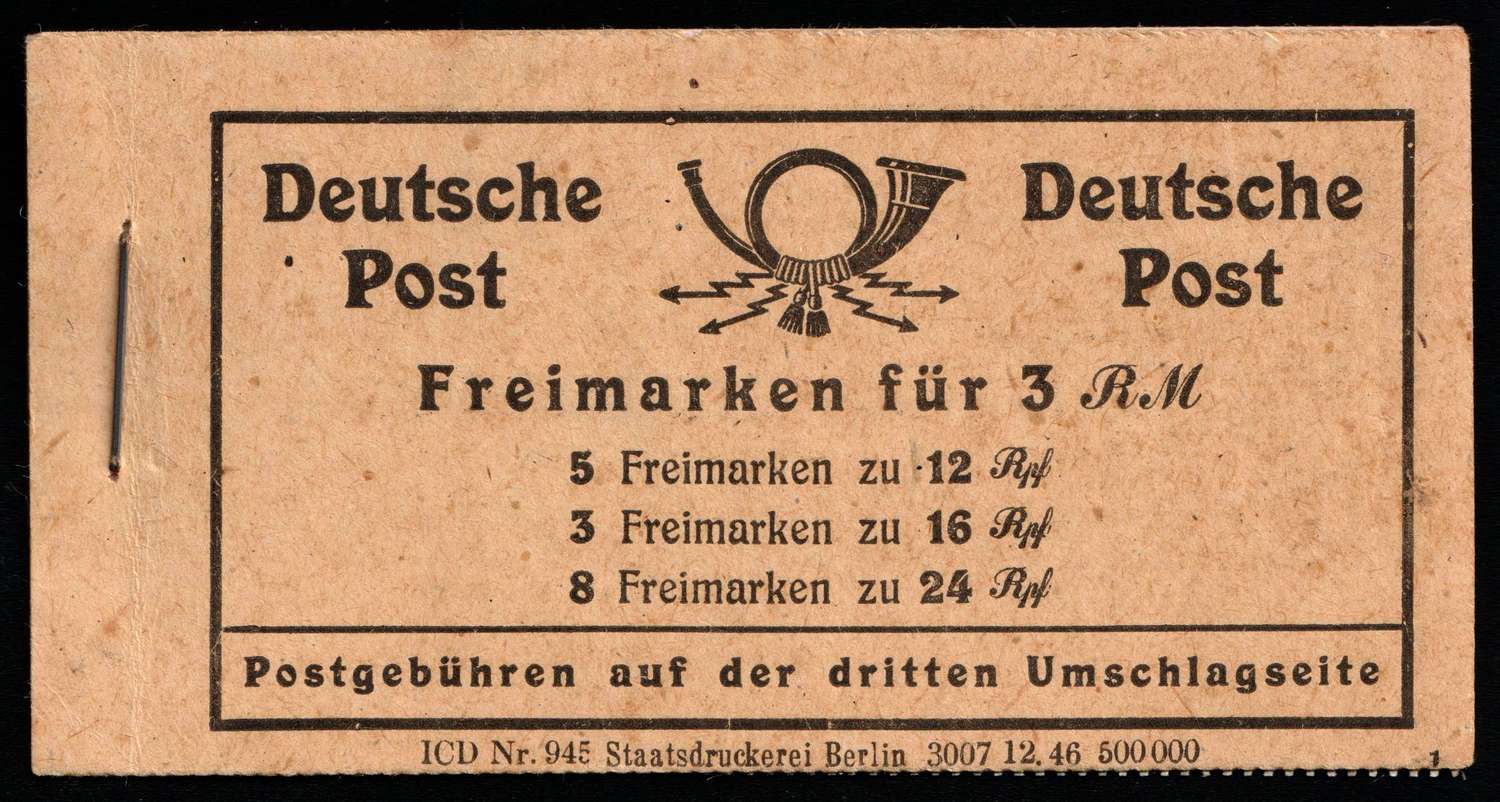 Deutsche Post
Deutsche Post
Freimarken für 3 RM
5 Freimarken zu 12 Rpf
3 Freimarken zu 16 Rpf
8 Freimarken zu 24 Rpf
Postgebühren auf der dritten Umschlagseite
ICD Nr. 945 Staatsdruckerei Berlin 3007 12.46 500000
1